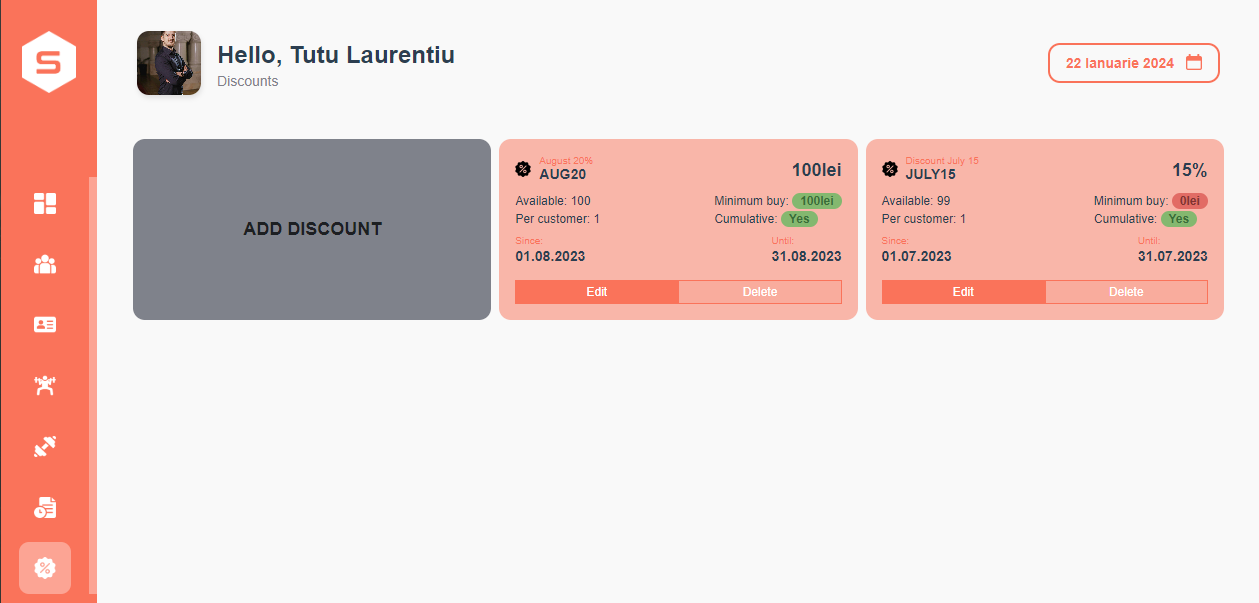 S
Hello, Tutu Laurentiu
Discounts
22 Ianuarie 2024
ADD DISCOUNT
August 20%
AUG20
100lei
Available: 100
Minimum buy: 100lei
Per customer: 1
Cumulative: Yes
Since:
Until:
01.08.2023
31.08.2023
Edit
Delete
Discount July 15
JULY15
15%
Available: 99
Minimum buy: 0lei
Per customer: 1
Cumulative: Yes
Since:
Until:
01.07.2023
31.07.2023
Edit
Delete